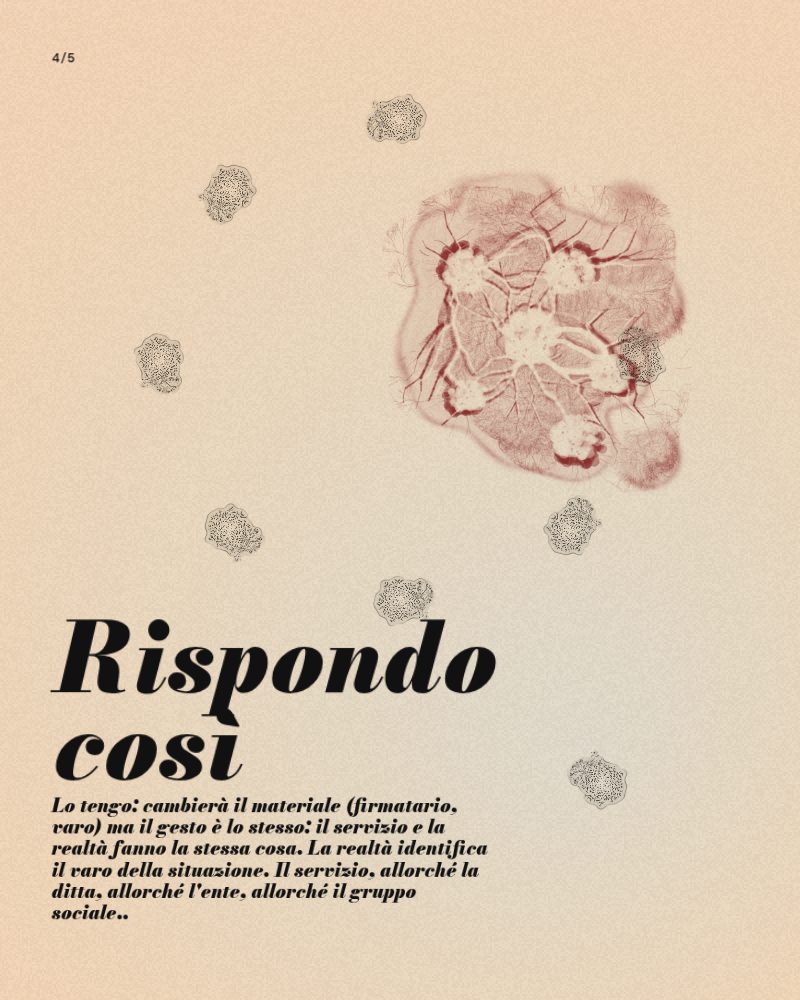 4/5
Rispondo
così
Lo tengo: cambierà il materiale (firmatario,
varo) ma il gesto è lo stesso: il servizio e la
realtà fanno la stessa cosa. La realtà identifica
il varo della situazione. Il servizio, allorché la
ditta, allorché l'ente, allorché il gruppo
sociale..